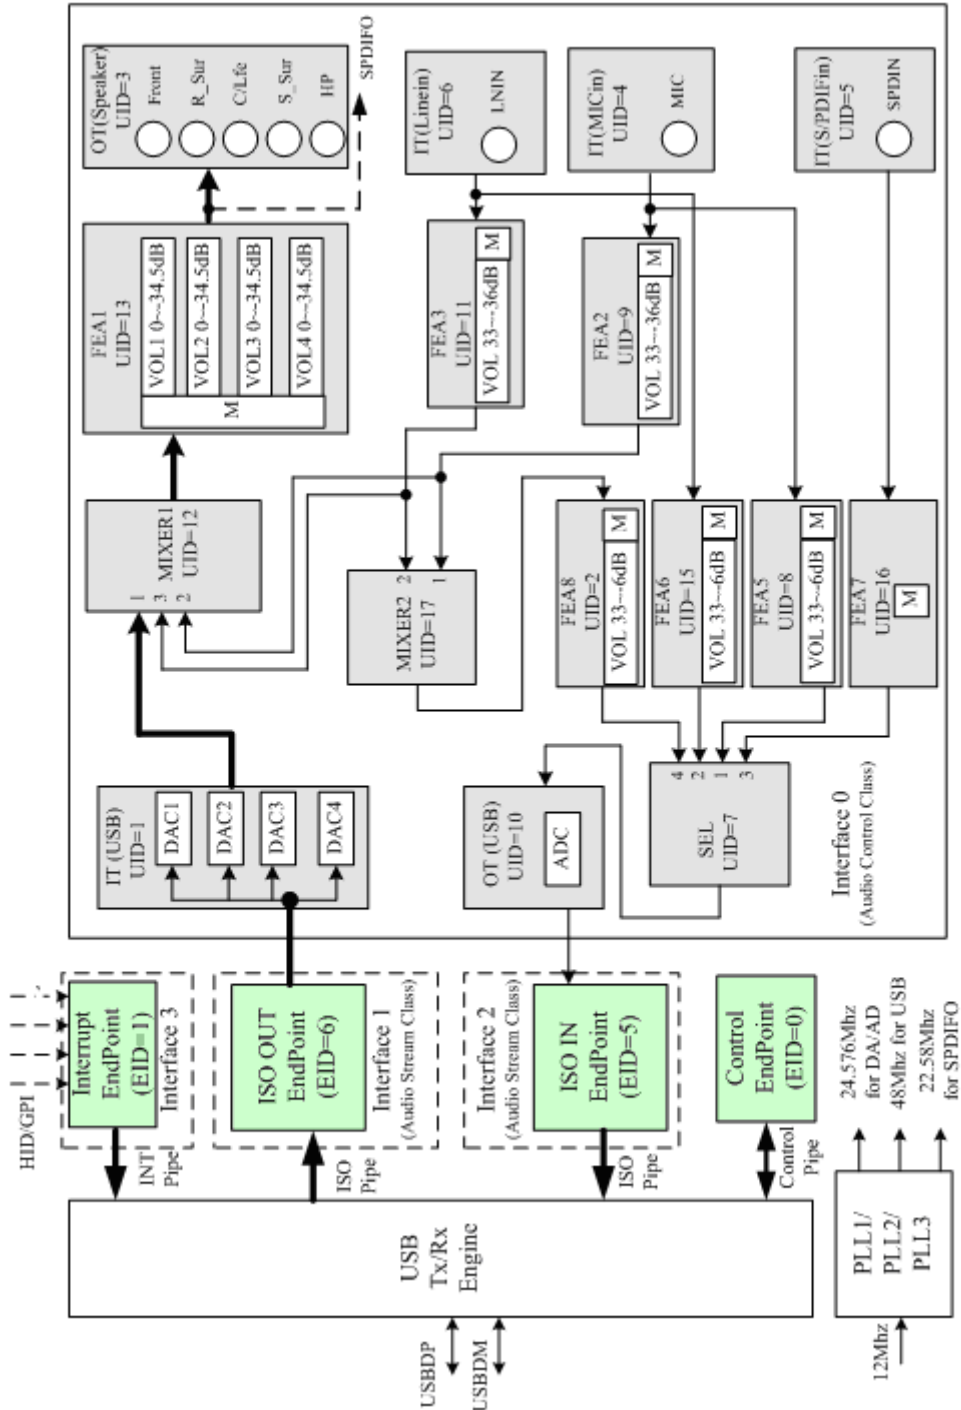 HID/GPI
Interrupt
EndPoint
(EID=1)
Interface 3
INT
Pipe
ISO OUT
EndPoint
(EID=6)
Interface 1
(Audio Stream Class)
ISO
Pipe
Interface 2
(Audio Stream Class)
ISO IN
EndPoint
(EID=5)
ISO
Pipe
Control
EndPoint
(EID=0)
Control
Pipe
USB
Tx/Rx
Engine
USBDP
USBDM
12Mhz
PLL1/
PLL2/
PLL3
24.576Mhz
for DA/AD
48Mhz for USB
22.58Mhz
for SPDIFO
IT (USB)
UID=1
DAC1
DAC2
DAC3
DAC4
OT (USB)
UID=10
ADC
SEL
UID=7
4
2
1
3
Interface 0
(Audio Control Class)
1
3
2
MIXER1
UID=12
MIXER2
UID=17
2
1
FEA8
UID=2
VOL 33~-6dB
M
FEA6
UID=15
VOL 33~-6dB
M
FEA5
UID=8
VOL 33~-6dB
M
FEA7
UID=16
M
FEA1
UID=13
VOL1 0~-34.5dB
VOL2 0~-34.5dB
VOL3 0~-34.5dB
VOL4 0~-34.5dB
M
FEA3
UID=11
VOL 33~-36dB
M
FEA2
UID=9
VOL 33~-36dB
M
OT(Speaker)
UID=3
Front
R_Sur
C/Lfe
S_Sur
HP
SPDIFO
IT(Linein)
UID=6
LNIN
IT(MICin)
UID=4
MIC
IT(S/PDIFin)
UID=5
SPDIN